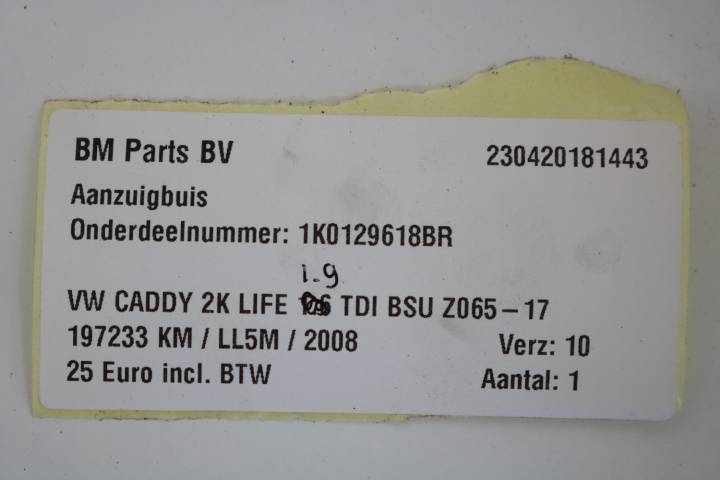 BM Parts BV 230420181443
Aanzuigbuis
Onderdeelnummer: 1K0129618BR
1.9
VW CADDY 2K LIFE TDI BSU Z065-17
197233 KM / LL5M / 2008 Verz: 10
25 Euro incl. BTW Aantal: 1